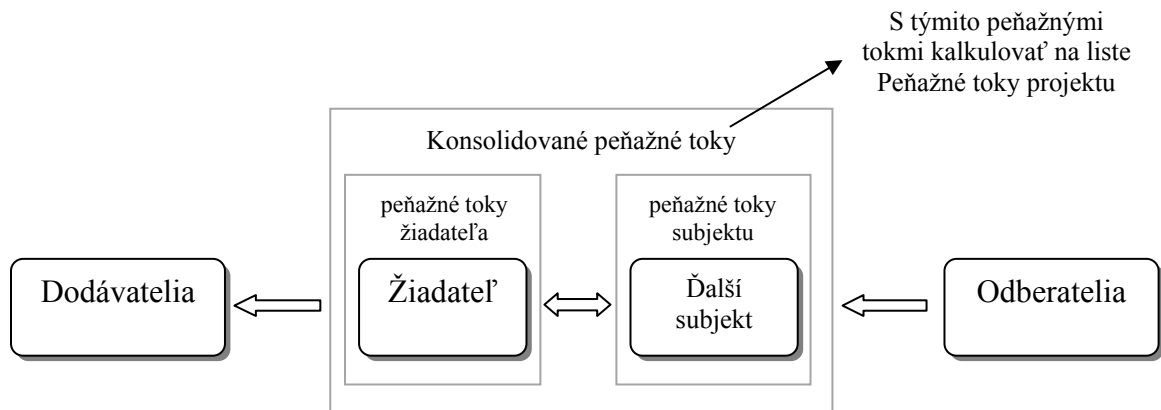 S týmito peňažnými
tokmi kalkulovať na liste
Peňažné toky projektu
Konsolidované peňažné toky
peňažné toky
žiadateľa
peňažné toky
subjektu
Dodávatelia
Žiadateľ
Ďalší
subjekt
Odberatelia